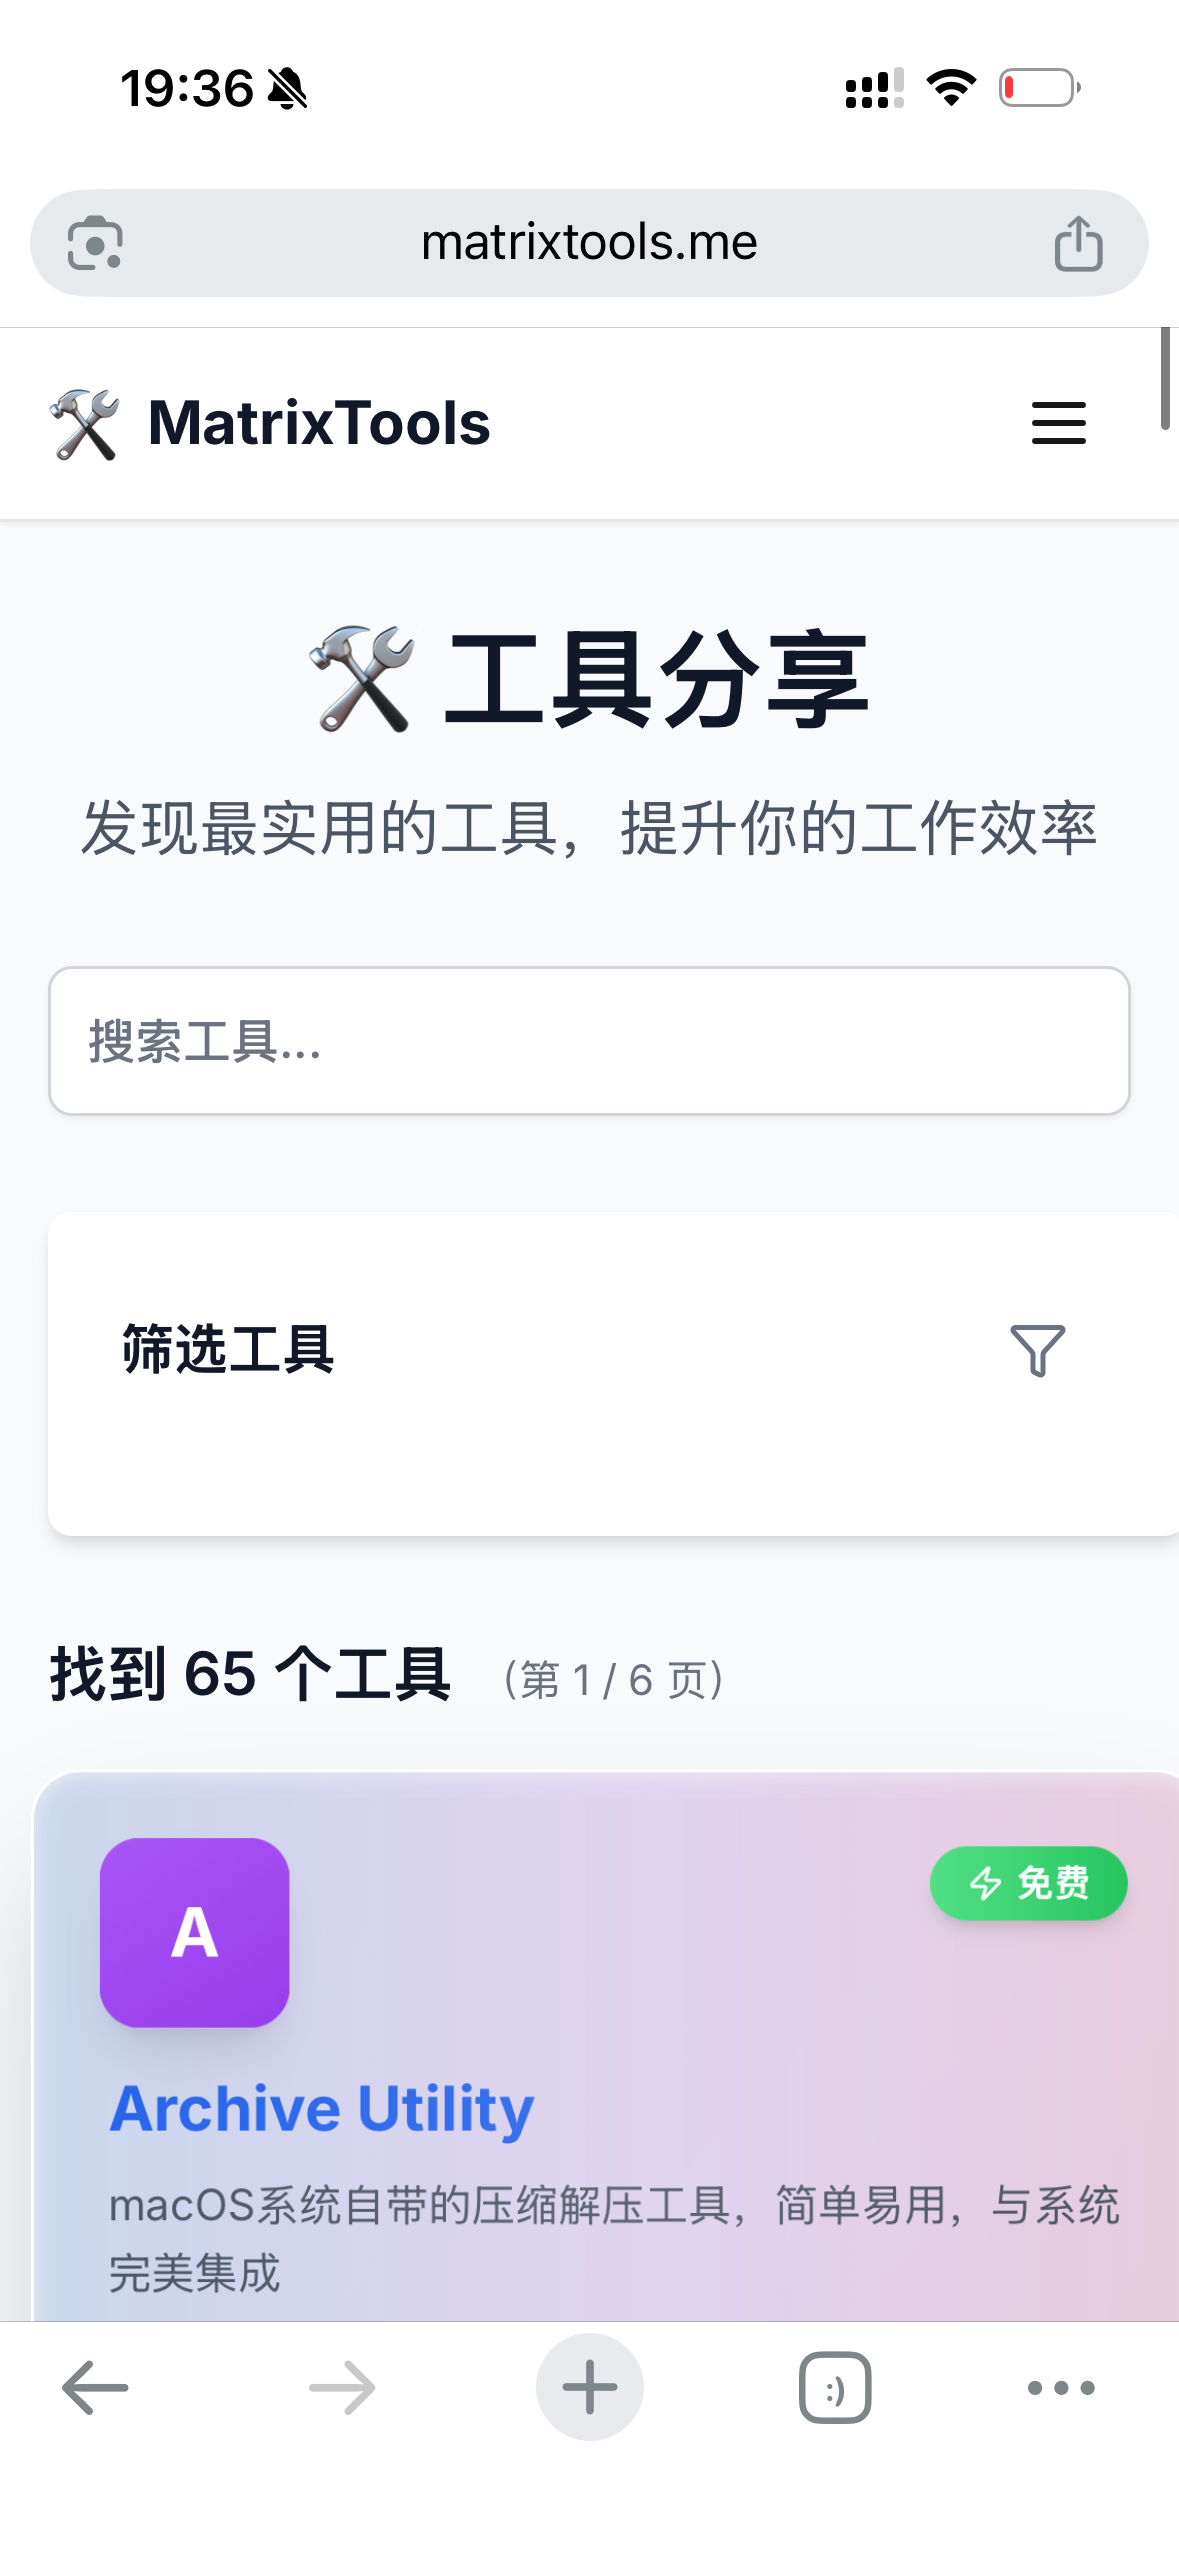 19:36
matrixtools.me
MatrixTools
工具分享
发现最实用的工具，提升你的工作效率
搜索工具...
筛选工具
找到 65 个工具 （第 1 / 6 页）
A
免费
Archive Utility
macOS系统自带的压缩解压工具，简单易用，与系统
完美集成
:)